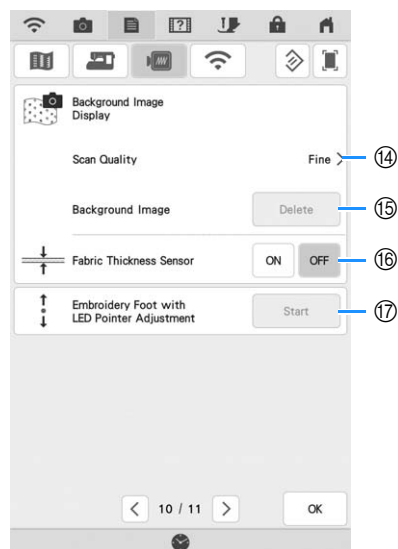 Background Image
Display
Scan Quality
Fine
⑭
Background Image
Delete
⑮
Fabric Thickness Sensor
ON
OFF
⑯
Embroidery Foot with
LED Pointer Adjustment
Start
⑰
10 / 11
OK